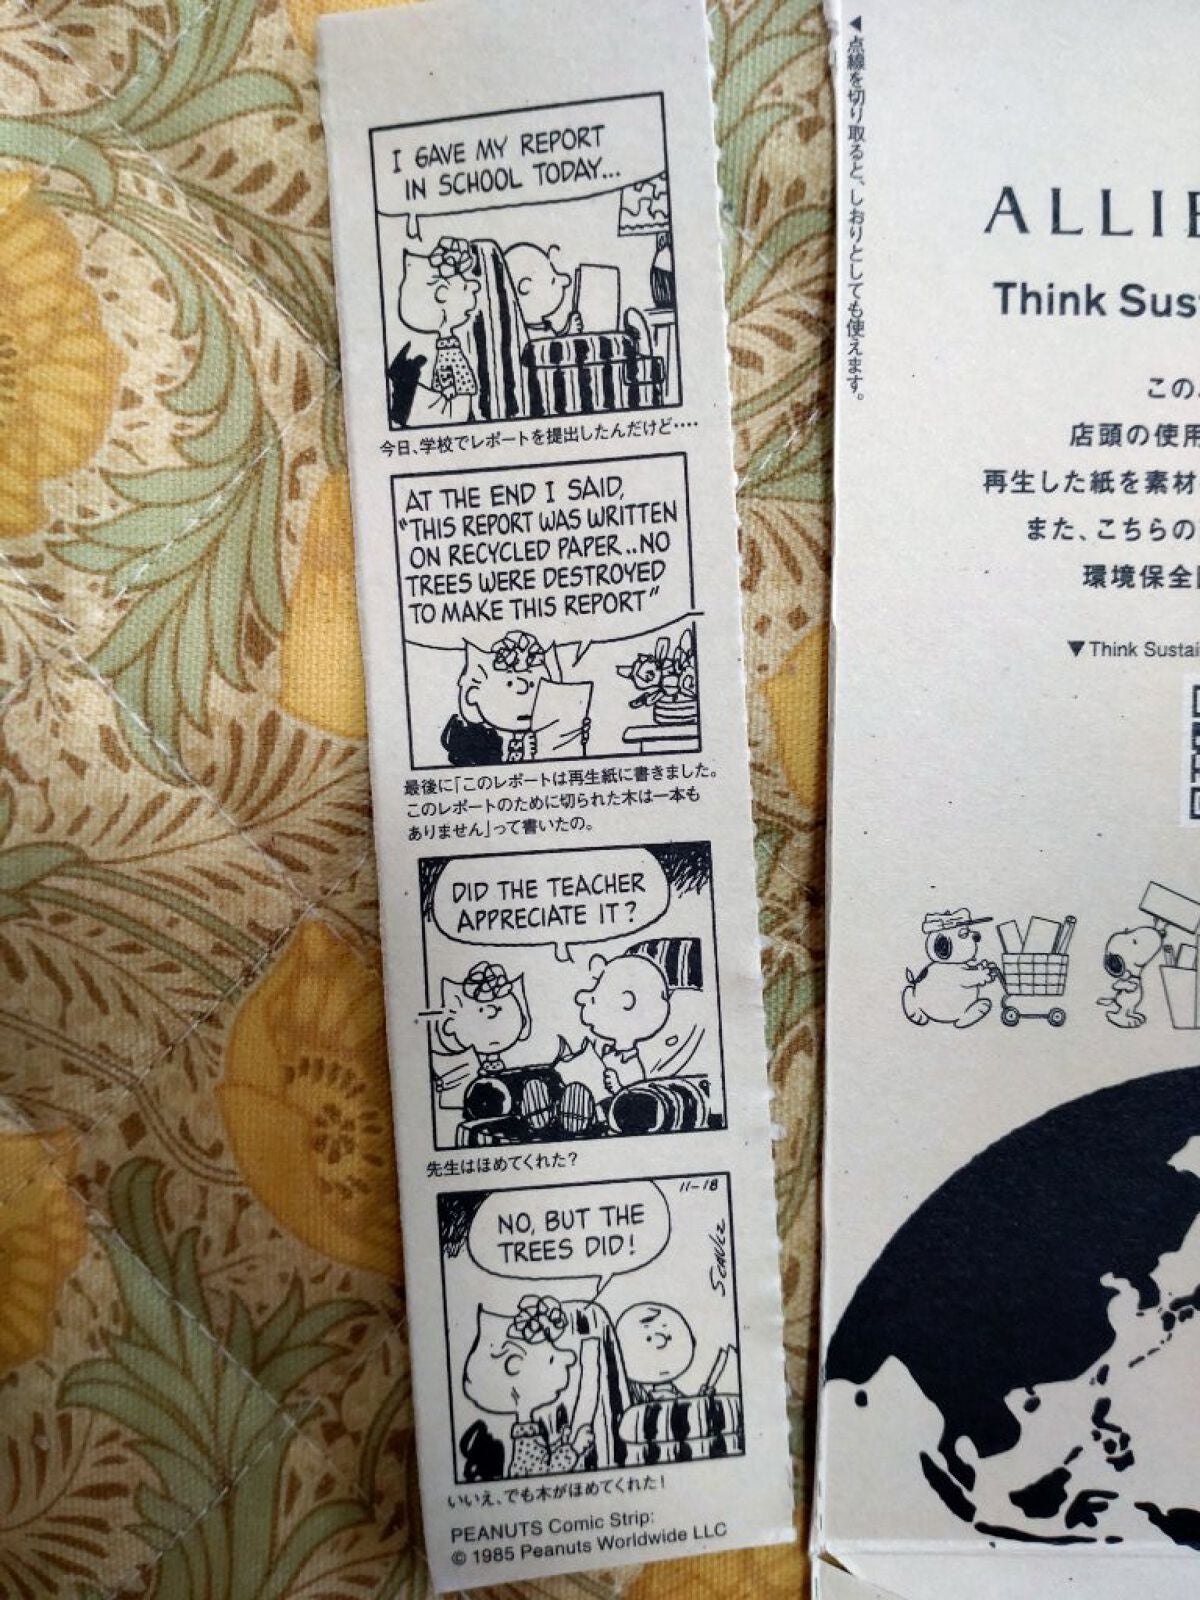 I GAVE MY REPORT
IN SCHOOL TODAY...
今日、学校でレポートを提出したんだけど‥‥
AT THE END I SAID,
"THIS REPORT WAS WRITTEN
ON RECYCLED PAPER..NO
TREES WERE DESTROYED
TO MAKE THIS REPORT"
最後に「このレポートは再生紙に書きました。
このレポートのために切られた木は一本も
ありません」って書いたの。
DID THE TEACHER
APPRECIATE IT?
先生はほめてくれた?
11-18
NO, BUT THE
TREES DID!
SCHULZ
いいえ、でも木がほめてくれた!
PEANUTS Comic Strip:
© 1985 Peanuts Worldwide LLC
◀点線を切り取ると、しおりとしても使えます。
ALLIE
Think Sus
この
店頭の使用
再生した紙を素材
また、こちらの
環境保全
▼Think Sustai